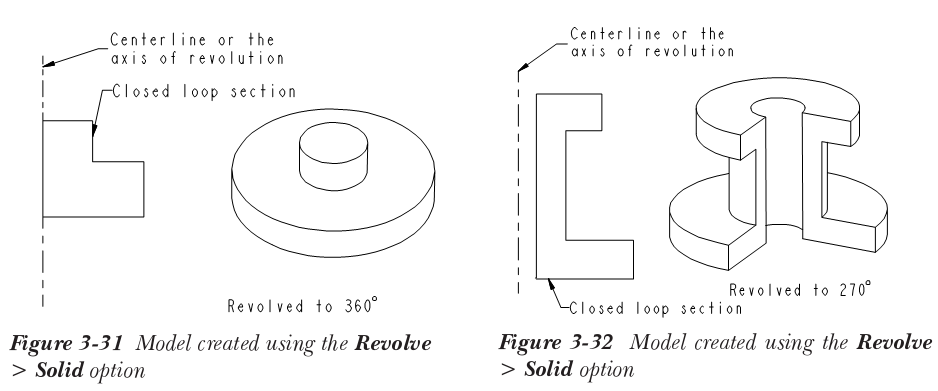 Centerline or the
axis of revolution
Closed loop section
Revolved to 360°
Figure 3-31 Model created using the Revolve
> Solid option
Centerline or the
axis of revolution
Revolved to 270°
Closed loop section
Figure 3-32 Model created using the Revolve
> Solid option